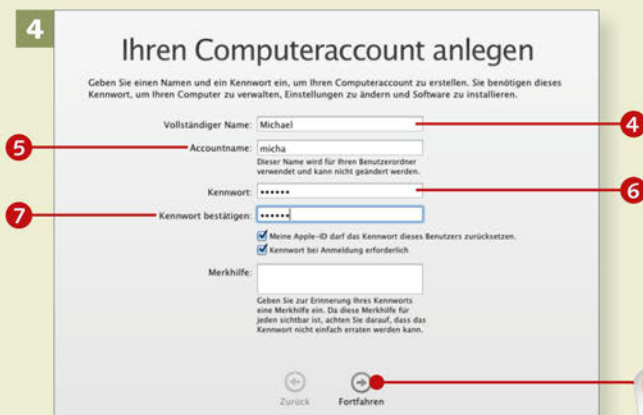 4
Ihren Computeraccount anlegen
Geben Sie einen Namen und ein Kennwort ein, um Ihren Computeraccount zu erstellen. Sie benötigen dieses
Kennwort, um Ihren Computer zu verwalten, Einstellungen zu ändern und Software zu installieren.
Vollständiger Name: Michael 4
5 Accountname: micha
Dieser Name wird für Ihren Benutzerordner
verwendet und kann nicht geändert werden.
Kennwort: •••••• 6
7 Kennwort bestätigen: ••••••
Meine Apple-ID darf das Kennwort dieses Benutzers zurücksetzen.
Kennwort bei Anmeldung erforderlich
Merkhilfe:
Geben Sie zur Erinnerung Ihres Kennworts
eine Merkhilfe ein. Da diese Merkhilfe für
jeden sichtbar ist, achten Sie darauf, dass das
Kennwort nicht einfach erraten werden kann.
Zurück Fortfahren